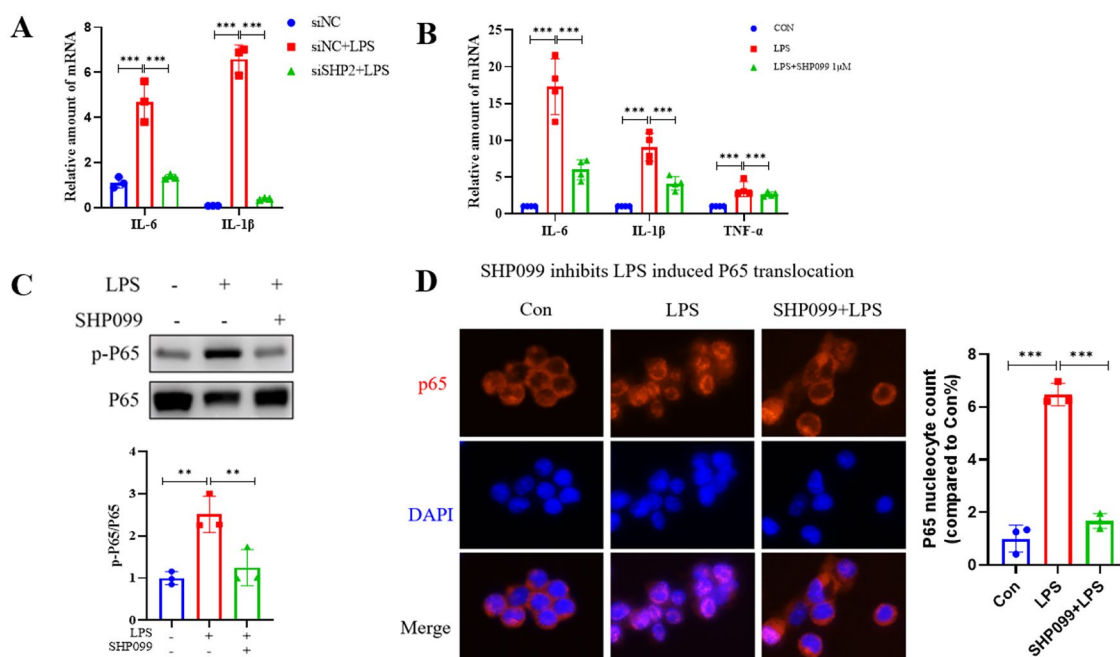 A
Relative amount of mRNA
8
6
4
2
0
*** ***
*** ***
IL-6 IL-1β
siNC
siNC+LPS
siSHP2+LPS
B
Relative amount of mRNA
25
20
15
10
5
0
*** ***
*** ***
*** ***
IL-6 IL-1β TNF-α
CON
LPS
LPS+SHP099 1μM
C
LPS - + +
SHP099 - - +
p-P65
P65
p-P65/P65
4
3
2
1
0
** **
LPS - + +
SHP099 - - +
D
SHP099 inhibits LPS induced P65 translocation
Con LPS SHP099+LPS
p65
DAPI
Merge
P65 nucleocyte count
(compared to Con%)
8
6
4
2
0
*** ***
Con
LPS
SHP099+LPS